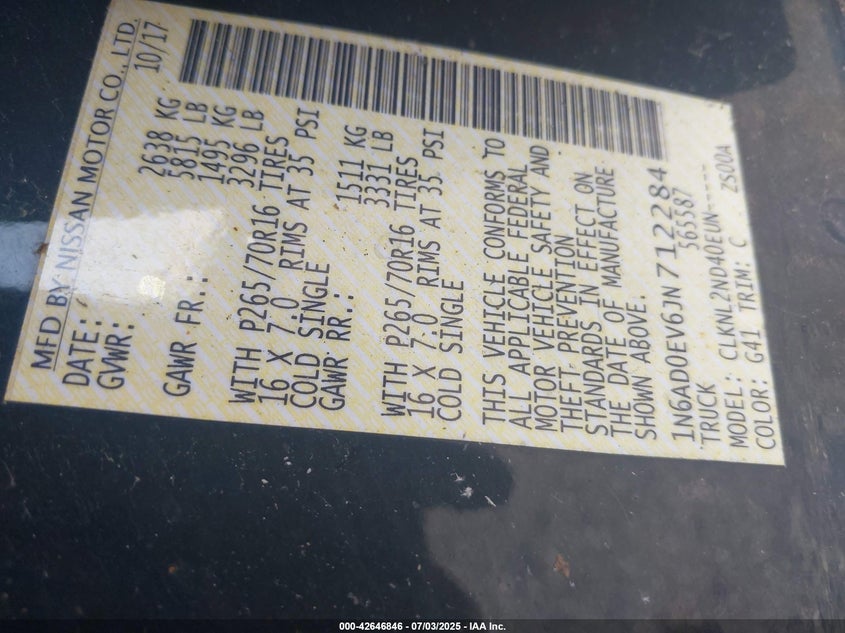 MFD BY NISSAN MOTOR CO., LTD.
DATE: 10/17
GVWR: 2638 KG
5815 LB
GAWR FR.: 1495 KG
3296 LB
WITH P265/70R16 TIRES
16 X 7.0 RIMS AT 35 PSI
COLD SINGLE
GAWR RR.: 1511 KG
3331 LB
WITH P265/70R16 TIRES
16 X 7.0 RIMS AT 35 PSI
COLD SINGLE
THIS VEHICLE CONFORMS TO
ALL APPLICABLE FEDERAL
MOTOR VEHICLE SAFETY AND
THEFT PREVENTION
STANDARDS IN EFFECT ON
THE DATE OF MANUFACTURE
SHOWN ABOVE.
1N6AD0EV6JN712284
TRUCK 565587
MODEL: CLKNL2ND40EUN-----
COLOR: G41 TRIM: C ZS00A
000-42646846 - 07/03/2025 - IAA Inc.